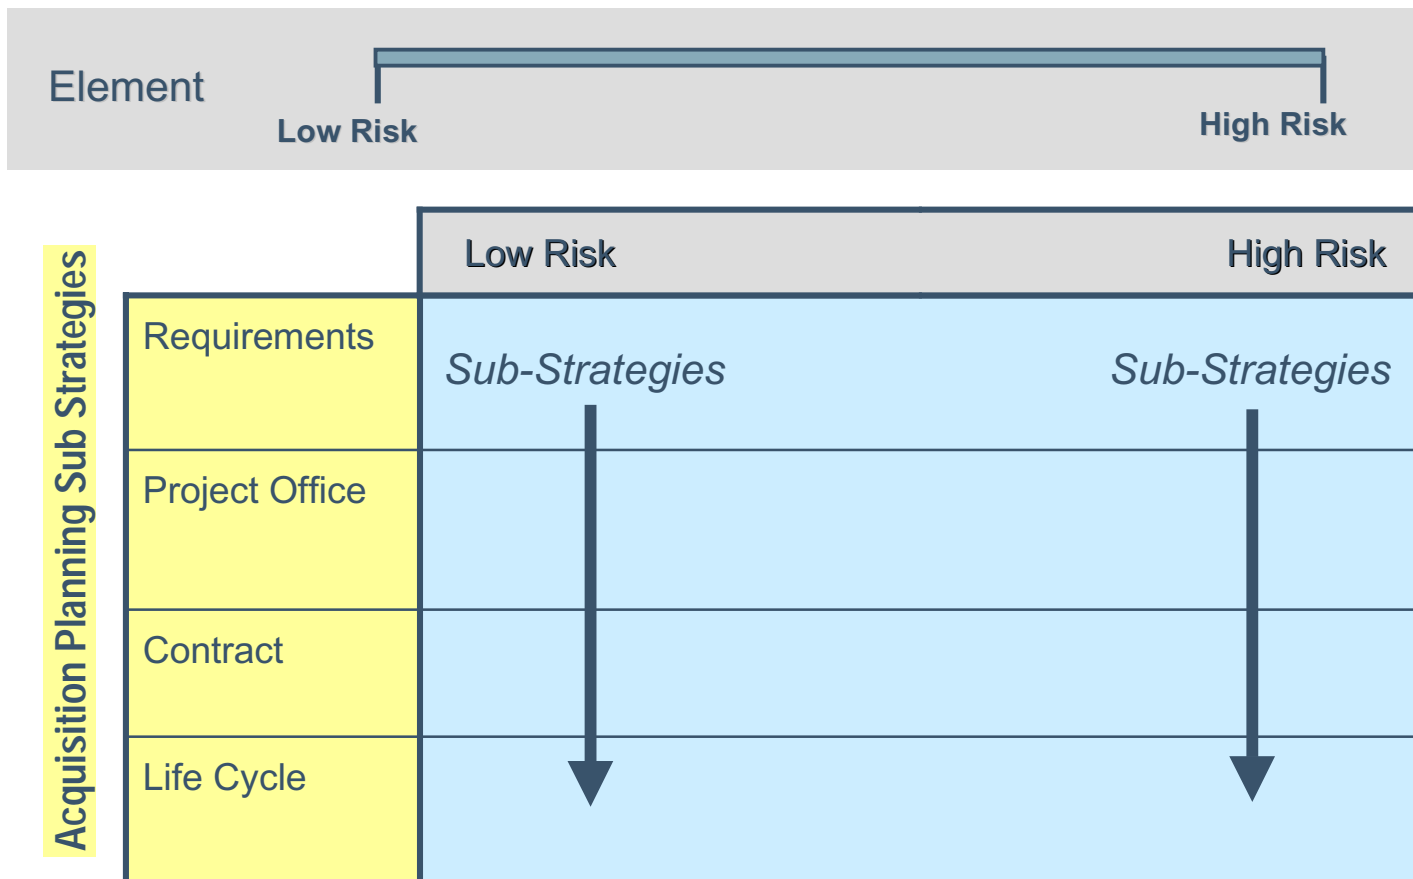 Element
Low Risk
High Risk
Low Risk
High Risk
Acquisition Planning Sub Strategies
Requirements
Sub-Strategies
Sub-Strategies
Project Office
Contract
Life Cycle